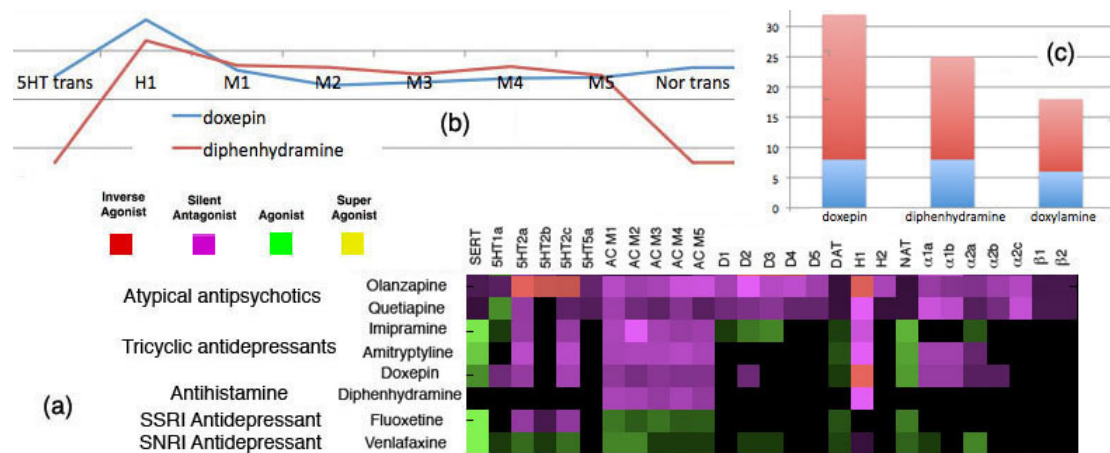 5HT trans H1 M1 M2 M3 M4 M5 Nor trans
doxepin
diphenhydramine
(b)
30
25
20
15
10
5
0
doxepin diphenhydramine doxylamine
(c)
Inverse Agonist
Silent Antagonist
Agonist
Super Agonist
SERT 5HT1a 5HT2a 5HT2b 5HT2c 5HT5a AC M1 AC M2 AC M3 AC M4 AC M5 D1 D2 D3 D4 D5 DAT H1 H2 NAT α1a α1b α2a α2b α2c β1 β2
Atypical antipsychotics
Olanzapine
Quetiapine
Tricyclic antidepressants
Imipramine
Amitryptyline
Doxepin
Antihistamine
Diphenhydramine
(a)
SSRI Antidepressant
Fluoxetine
SNRI Antidepressant
Venlafaxine